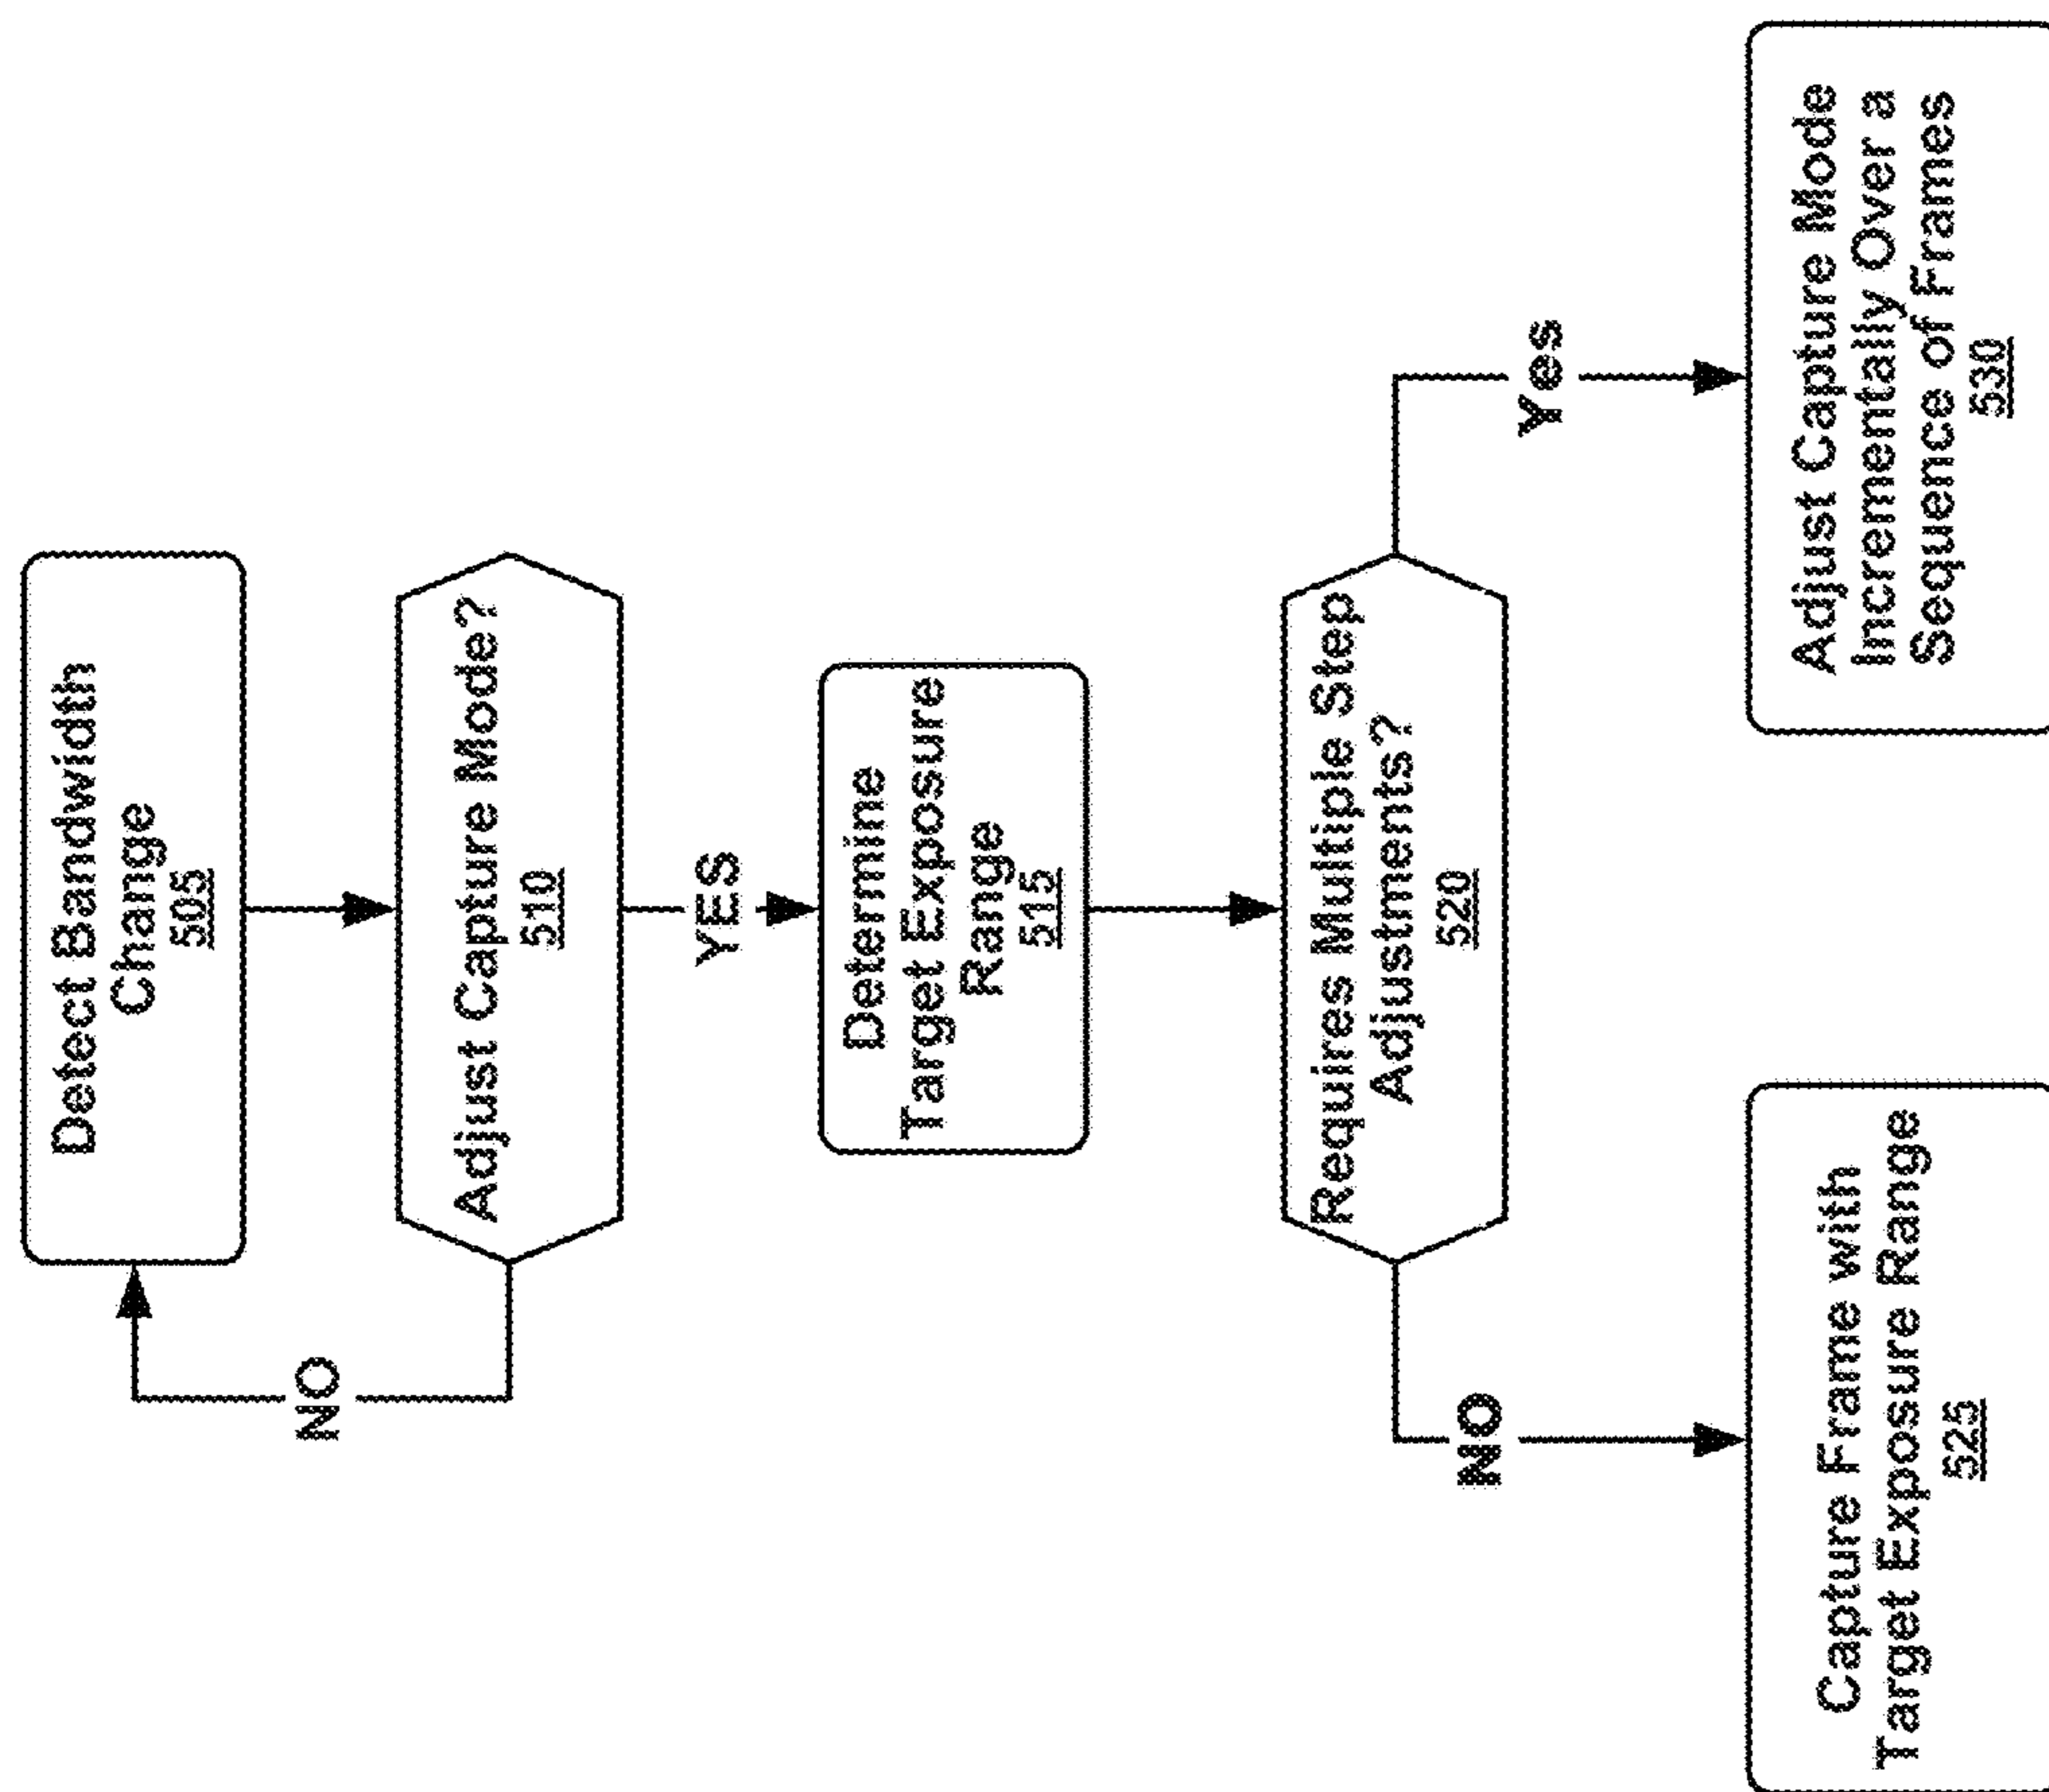 Detect Bandwidth
Change
505
NO
Adjust Capture Mode?
510
YES
Determine
Target Exposure
Range
515
Requires Multiple Step
Adjustments?
520
NO
Yes
Capture Frame with
Target Exposure Range
525
Adjust Capture Mode
Incrementally Over a
Sequence of Frames
530